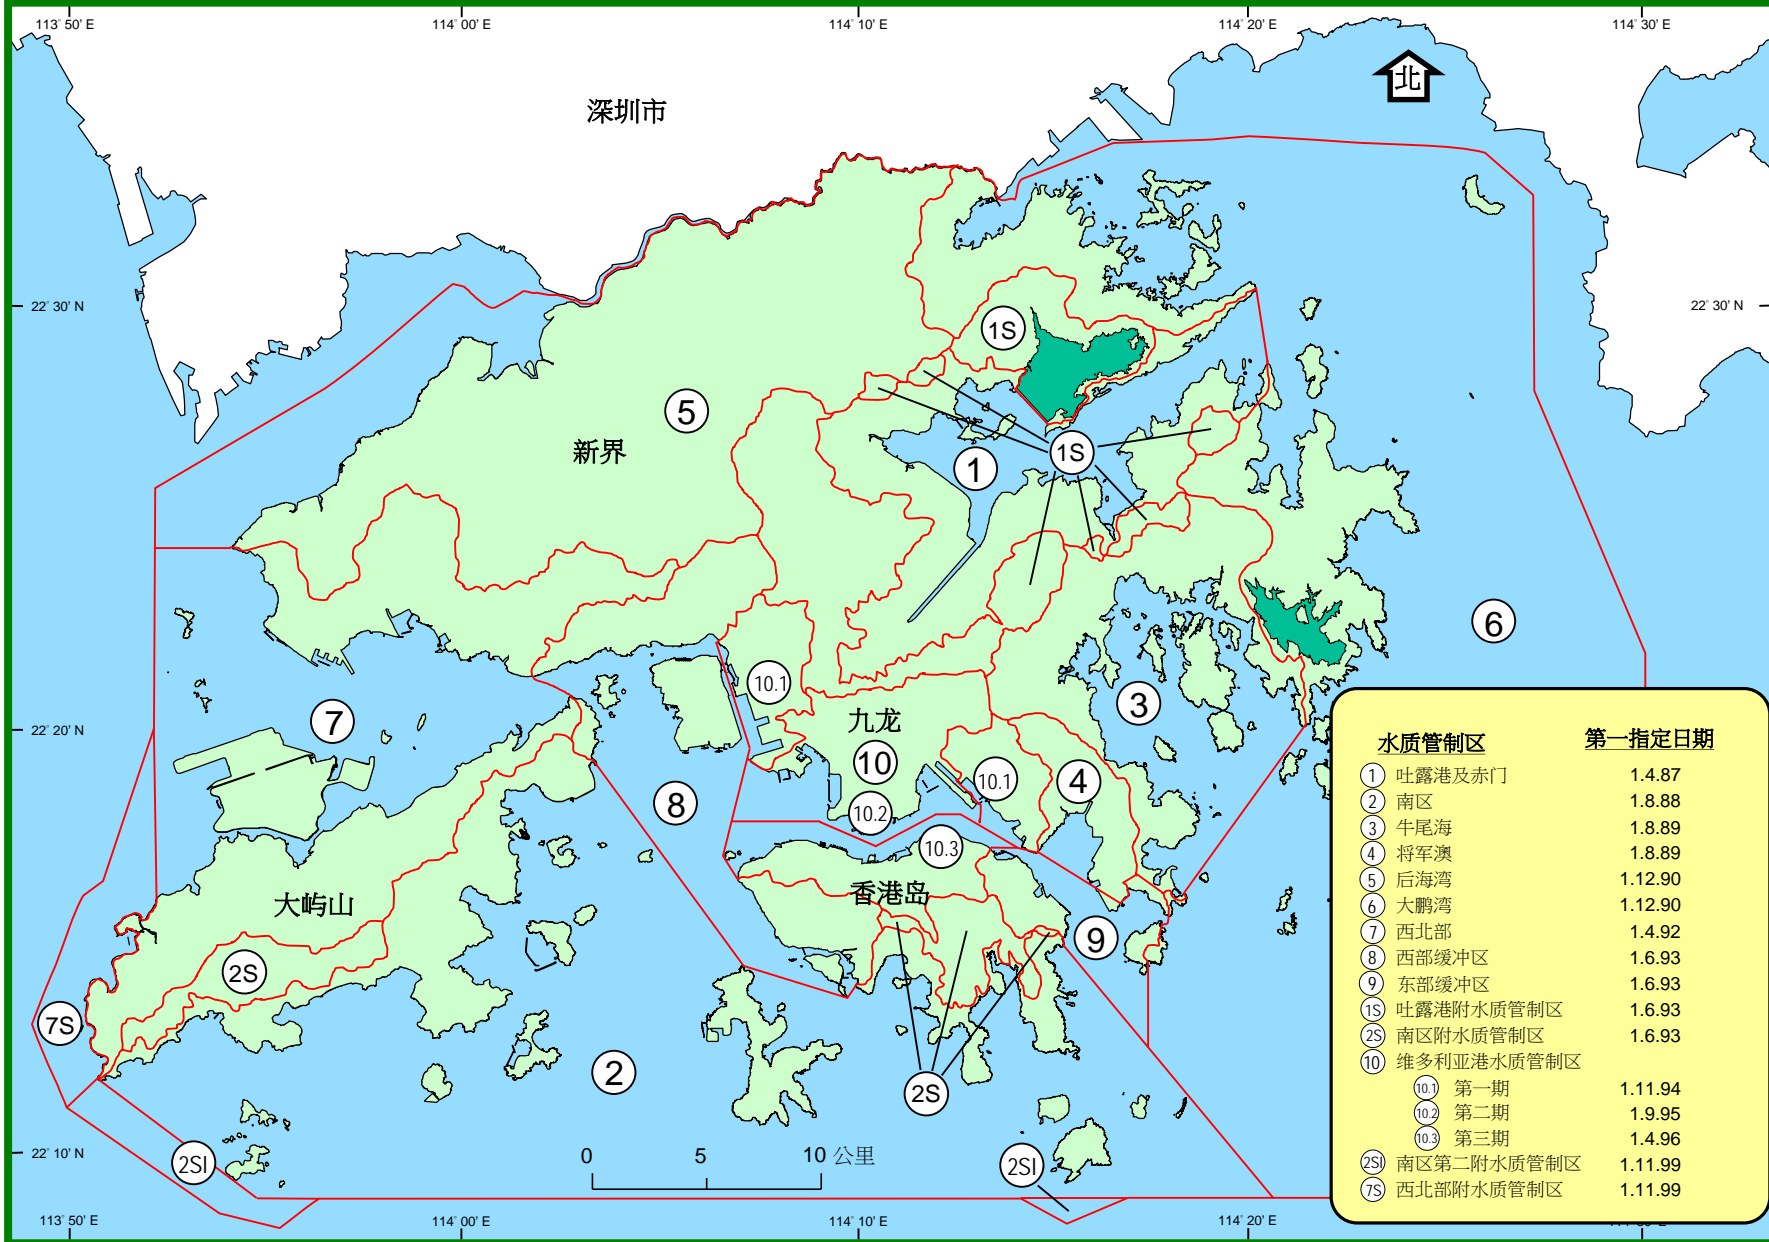 113° 50' E
114° 00' E
114° 10' E
114° 20' E
114° 30' E
北
深圳市
22° 30' N
22° 30' N
1S
5
新界
1
1S
6
10.1
3
7
九龙
22° 20' N
10
10.1
4
8
10.2
10.3
香港岛
大屿山
9
2S
7S
2
2S
22° 10' N
2SI
2SI
0 5 10 公里
113° 50' E
114° 00' E
114° 10' E
114° 20' E
水质管制区 第一指定日期
1 吐露港及赤门 1.4.87
2 南区 1.8.88
3 牛尾海 1.8.89
4 将军澳 1.8.89
5 后海湾 1.12.90
6 大鹏湾 1.12.90
7 西北部 1.4.92
8 西部缓冲区 1.6.93
9 东部缓冲区 1.6.93
1S 吐露港附水质管制区 1.6.93
2S 南区附水质管制区 1.6.93
10 维多利亚港水质管制区
10.1 第一期 1.11.94
10.2 第二期 1.9.95
10.3 第三期 1.4.96
2SI 南区第二附水质管制区 1.11.99
7S 西北部附水质管制区 1.11.99